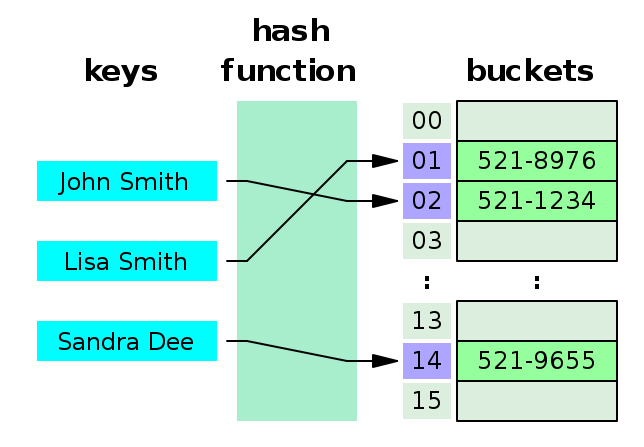 keys
hash
function
buckets
John Smith
Lisa Smith
Sandra Dee
00
01 521-8976
02 521-1234
03
: :
13
14 521-9655
15